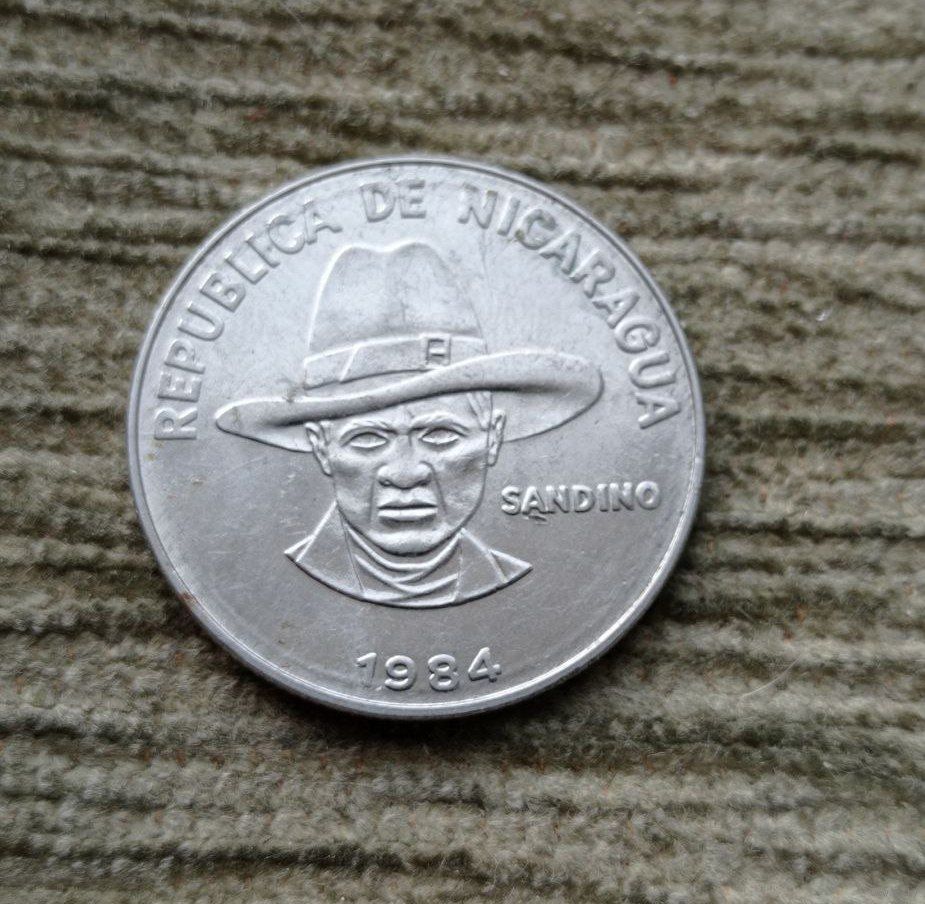 REPUBLICA DE NICARAGUA
SANDINO
1984